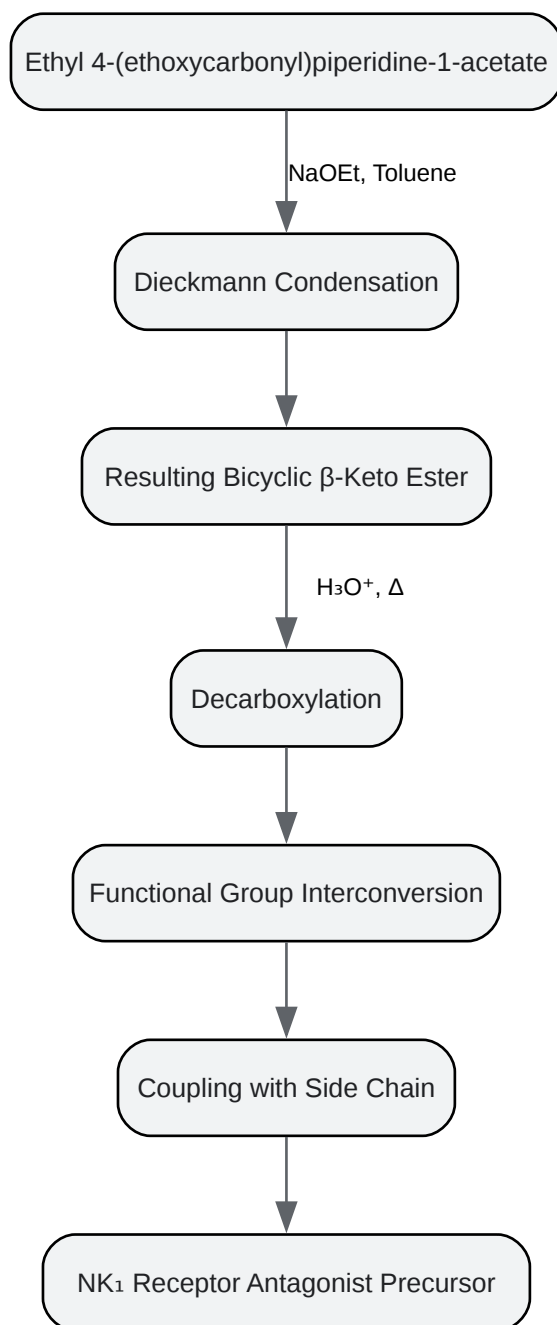 Ethyl 4-(ethoxycarbonyl)piperidine-1-acetate
NaOEt, Toluene
Dieckmann Condensation
Resulting Bicyclic β-Keto Ester
H₃O⁺, Δ
Decarboxylation
Functional Group Interconversion
Coupling with Side Chain
NK₁ Receptor Antagonist Precursor